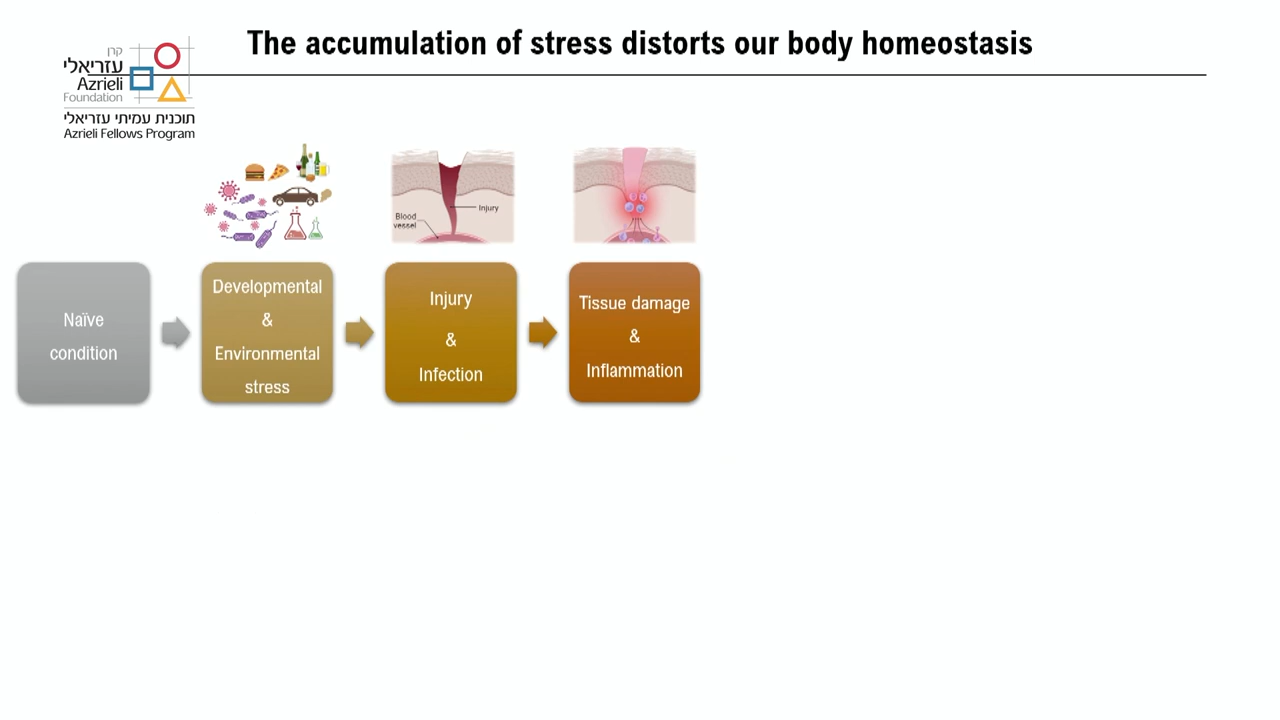 The accumulation of stress distorts our body homeostasis
קרן
עזריאלי
Azrieli
Foundation
תוכנית עמיתי עזריאלי
Azrieli Fellows Program
Injury
Blood
vessel
Naïve
condition
Developmental
&
Environmental
stress
Injury
&
Infection
Tissue damage
&
Inflammation